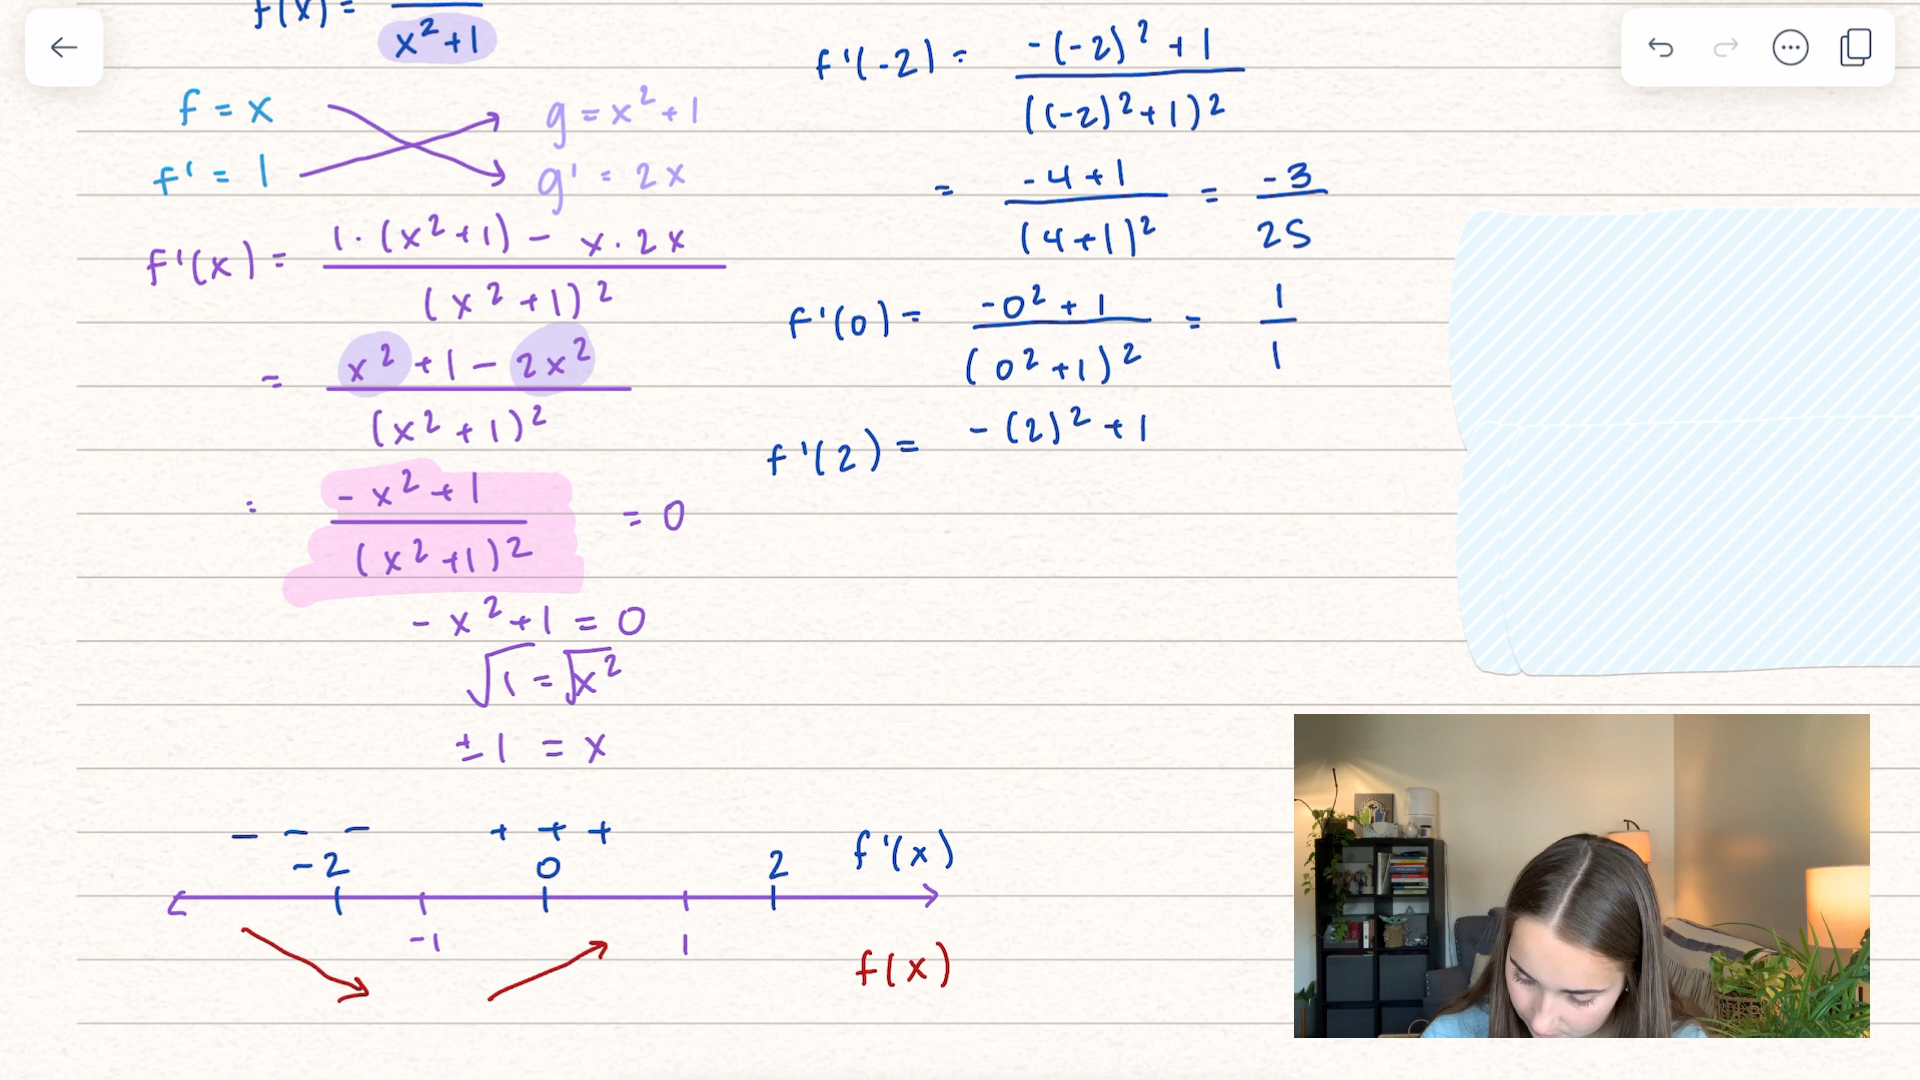 f(x) =
x²+1
f = x
g = x²+1
f' = 1
g' = 2x
f'(x) = 1·(x²+1) - x·2x
(x²+1)²
= x²+1-2x²
(x²+1)²
= -x²+1 = 0
(x²+1)²
-x²+1 = 0
√1 = √x²
±1 = x
f'(-2) = -(-2)²+1
((-2)²+1)²
= -4+1 = -3
(4+1)² 25
f'(0) = -0²+1 = 1
(0²+1)² 1
f'(2) = -(2)²+1
- - - + + +
-2 0 2 f'(x)
-1 1
f(x)